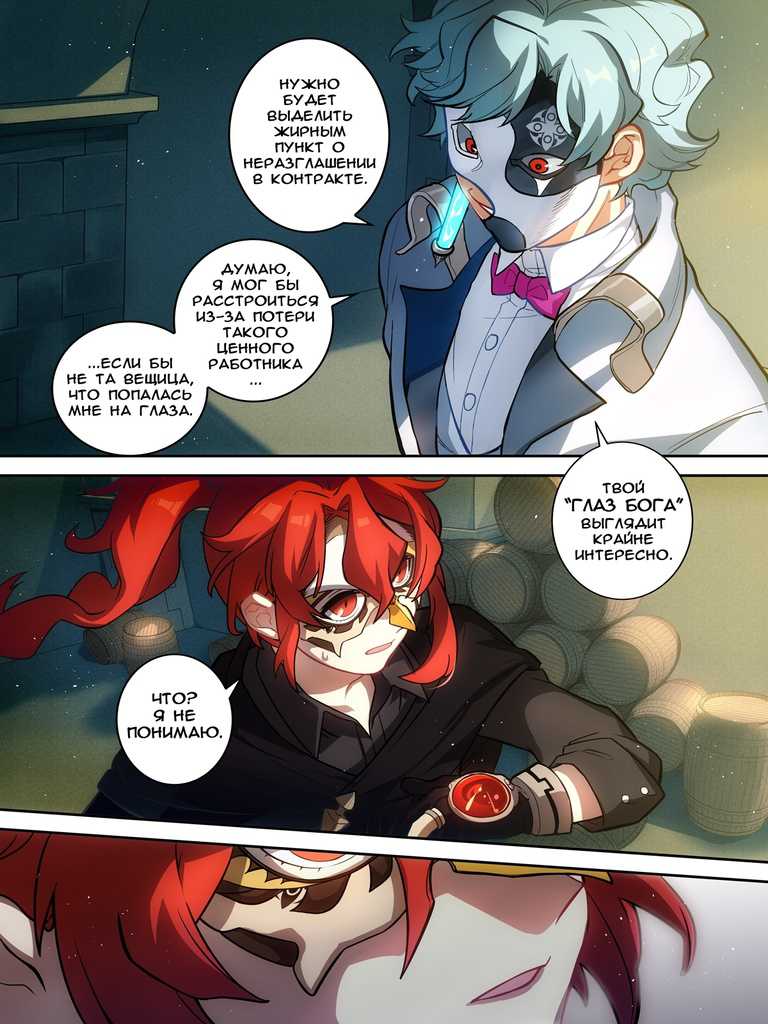 НУЖНО
БУДЕТ
ВЫДЕЛИТЬ
ЖИРНЫМ
ПУНКТ О
НЕРАЗГЛАШЕНИИ
В КОНТРАКТЕ.
ДУМАЮ,
Я МОГ БЫ
РАССТРОИТЬСЯ
ИЗ-ЗА ПОТЕРИ
ТАКОГО
ЦЕННОГО
РАБОТНИКА
...
...ЕСЛИ БЫ
НЕ ТА ВЕЩИЦА,
ЧТО ПОПАЛАСЬ
МНЕ НА ГЛАЗА.
ТВОЙ
“ГЛАЗ БОГА”
ВЫГЛЯДИТ
КРАЙНЕ
ИНТЕРЕСНО.
ЧТО?
Я НЕ
ПОНИМАЮ.